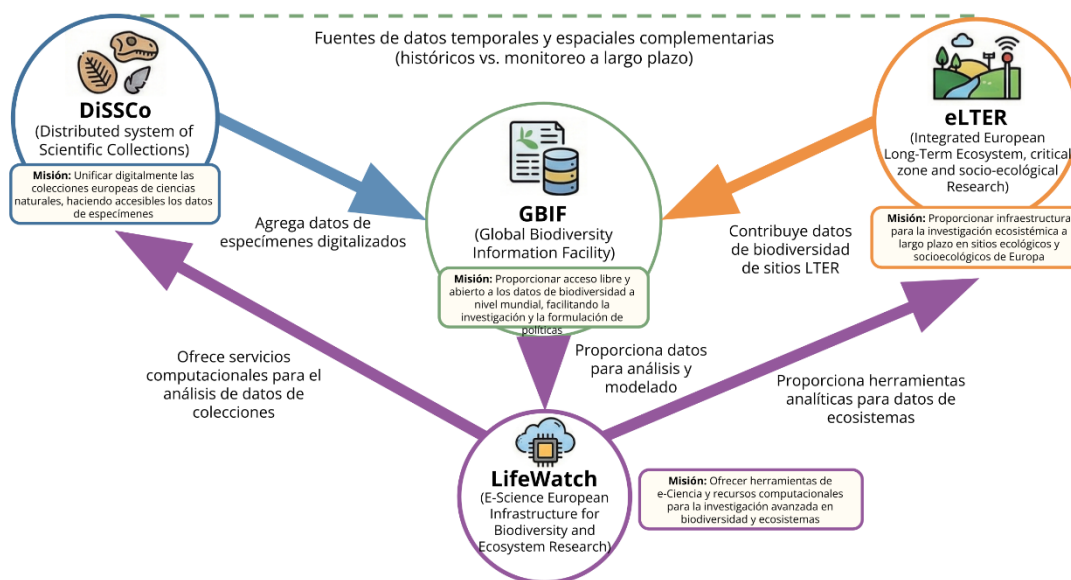 Fuentes de datos temporales y espaciales complementarias
(históricos vs. monitoreo a largo plazo)
DiSSCo
(Distributed system of
Scientific Collections)
Misión: Unificar digitalmente las
colecciones europeas de ciencias
naturales, haciendo accesibles los datos
de especímenes
eLTER
(Integrated European
Long-Term Ecosystem, critical
zone and socio-ecological
Research)
Misión: Proporcionar infraestructura
para la investigación ecosistémica a
largo plazo en sitios ecológicos y
socioecológicos de Europa
GBIF
(Global Biodiversity
Information Facility)
Misión: Proporcionar acceso libre y
abierto a los datos de biodiversidad a
nivel mundial, facilitando la
investigación y la formulación de
políticas
Agrega datos de
especímenes digitalizados
Contribuye datos
de biodiversidad
de sitios LTER
Ofrece servicios
computacionales para el
análisis de datos de
colecciones
Proporciona datos
para análisis y
modelado
Proporciona herramientas
analíticas para datos de
ecosistemas
LifeWatch
(E-Science European
Infrastructure for
Biodiversity and
Ecosystem Research)
Misión: Ofrecer herramientas de
e-Ciencia y recursos computacionales
para la investigación avanzada en
biodiversidad y ecosistemas